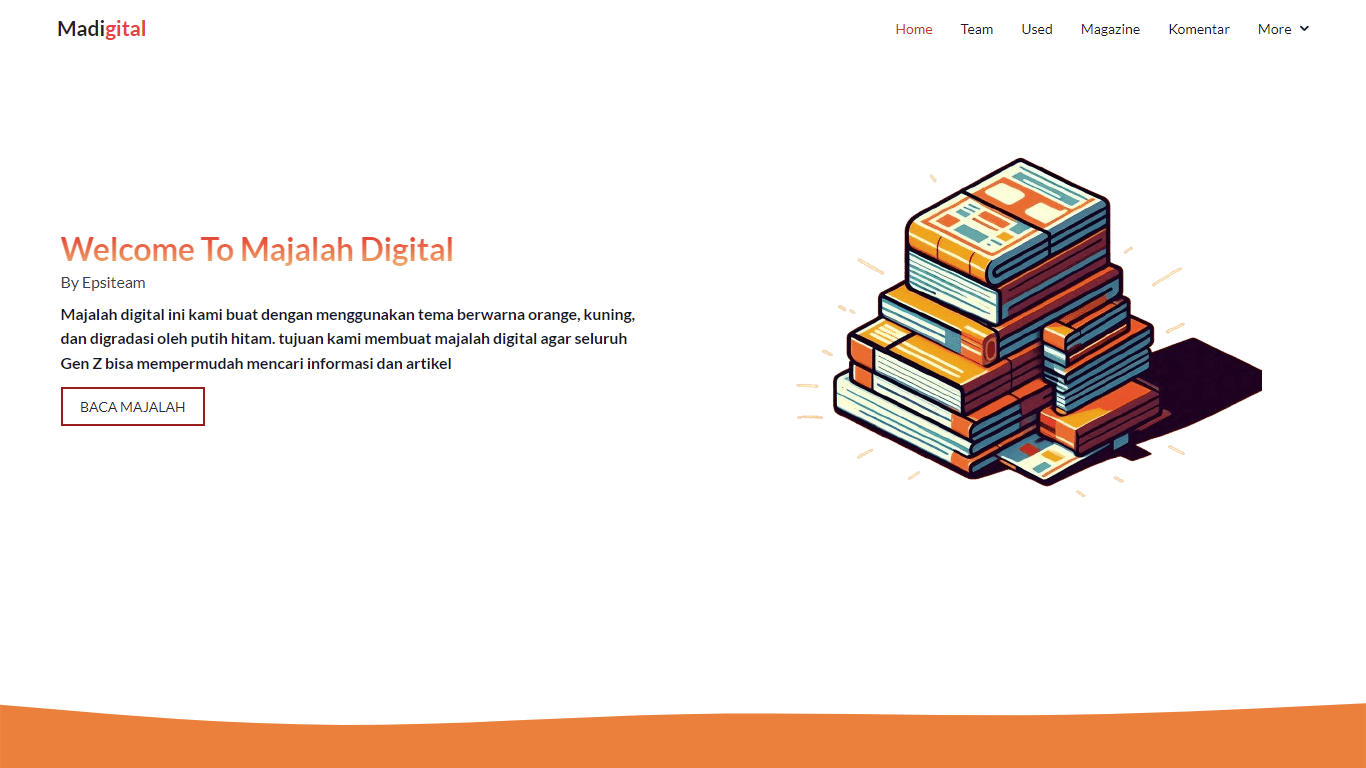 Madigital
Home Team Used Magazine Komentar More
Welcome To Majalah Digital
By Epsiteam
Majalah digital ini kami buat dengan menggunakan tema berwarna orange, kuning,
dan digradasi oleh putih hitam. tujuan kami membuat majalah digital agar seluruh
Gen Z bisa mempermudah mencari informasi dan artikel
BACA MAJALAH